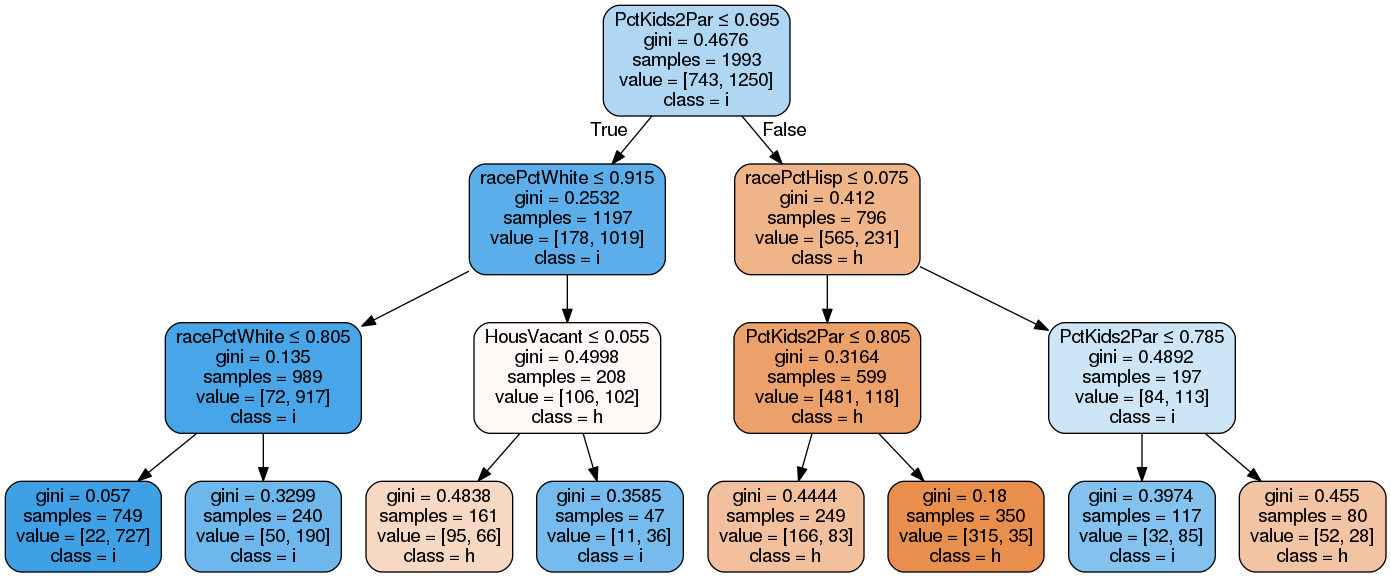 PctKids2Par ≤ 0.695
gini = 0.4676
samples = 1993
value = [743, 1250]
class = i
True
False
racePctWhite ≤ 0.915
gini = 0.2532
samples = 1197
value = [178, 1019]
class = i
racePctHisp ≤ 0.075
gini = 0.412
samples = 796
value = [565, 231]
class = h
racePctWhite ≤ 0.805
gini = 0.135
samples = 989
value = [72, 917]
class = i
HousVacant ≤ 0.055
gini = 0.4998
samples = 208
value = [106, 102]
class = h
PctKids2Par ≤ 0.805
gini = 0.3164
samples = 599
value = [481, 118]
class = h
PctKids2Par ≤ 0.785
gini = 0.4892
samples = 197
value = [84, 113]
class = i
gini = 0.057
samples = 749
value = [22, 727]
class = i
gini = 0.3299
samples = 240
value = [50, 190]
class = i
gini = 0.4838
samples = 161
value = [95, 66]
class = h
gini = 0.3585
samples = 47
value = [11, 36]
class = i
gini = 0.4444
samples = 249
value = [166, 83]
class = h
gini = 0.18
samples = 350
value = [315, 35]
class = h
gini = 0.3974
samples = 117
value = [32, 85]
class = i
gini = 0.455
samples = 80
value = [52, 28]
class = h